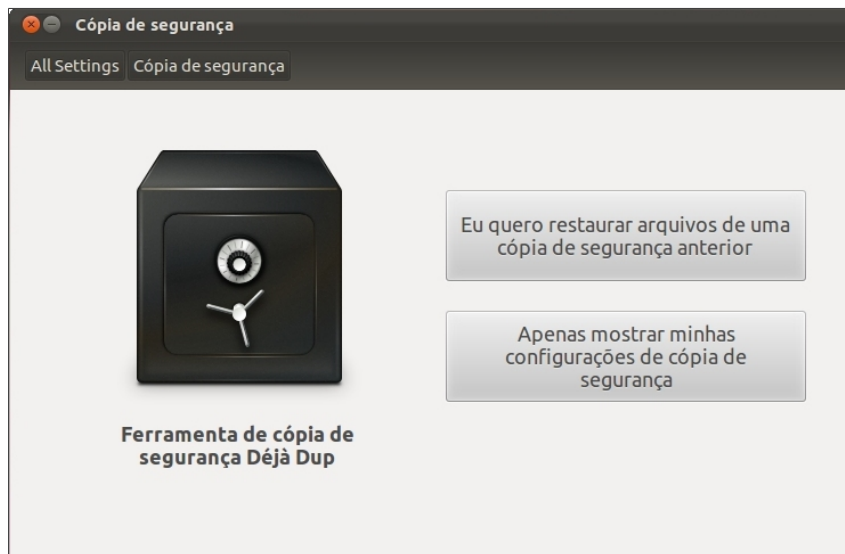 Cópia de segurança
All Settings Cópia de segurança
Eu quero restaurar arquivos de uma
cópia de segurança anterior
Apenas mostrar minhas
configurações de cópia de
segurança
Ferramenta de cópia de
segurança Déjà Dup